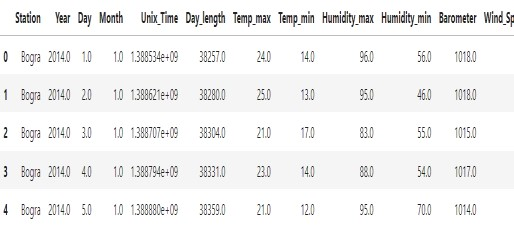 Station Year Day Month Unix_Time Day_length Temp_max Temp_min Humidity_max Humidity_min Barometer Wind_Sp
0 Bogra 2014.0 1.0 1.0 1.388534e+09 38257.0 24.0 14.0 96.0 56.0 1018.0
1 Bogra 2014.0 2.0 1.0 1.388621e+09 38280.0 25.0 13.0 95.0 46.0 1018.0
2 Bogra 2014.0 3.0 1.0 1.388707e+09 38304.0 21.0 17.0 83.0 55.0 1015.0
3 Bogra 2014.0 4.0 1.0 1.388794e+09 38331.0 23.0 14.0 88.0 54.0 1017.0
4 Bogra 2014.0 5.0 1.0 1.388880e+09 38359.0 21.0 12.0 95.0 70.0 1014.0